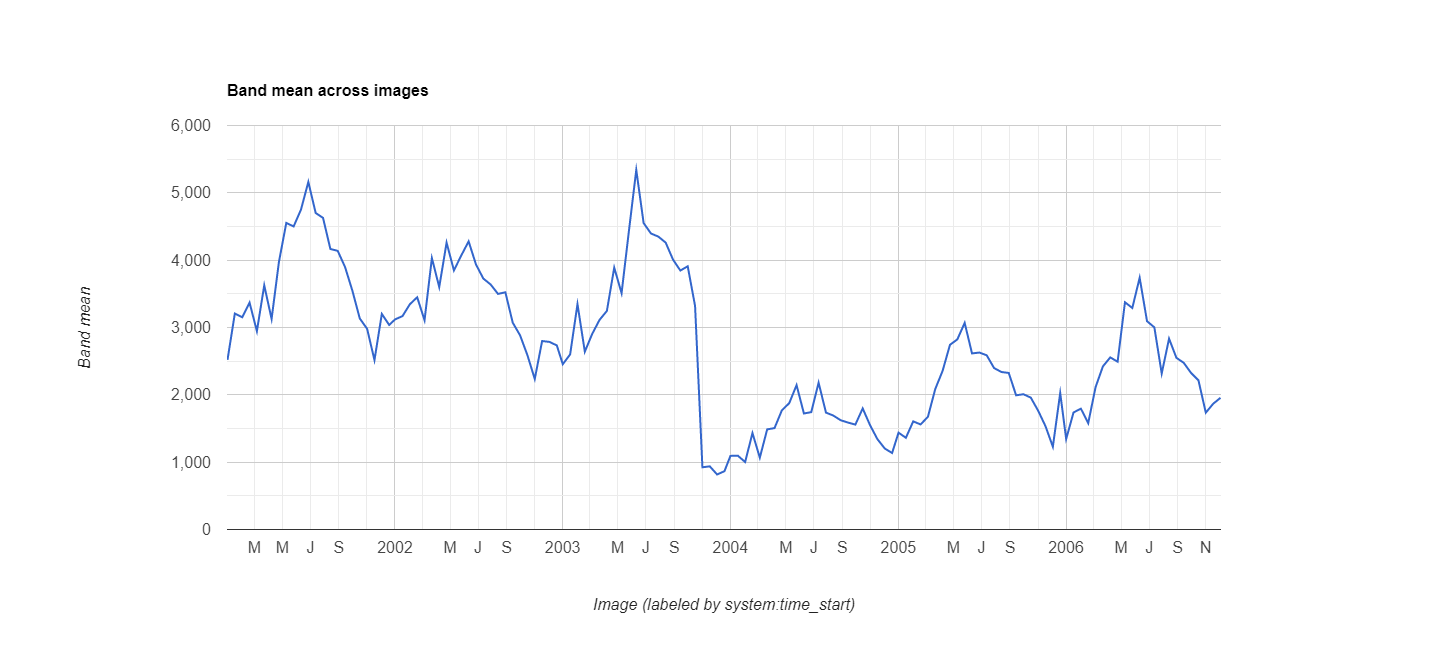 Band mean across images
6,000
5,000
4,000
3,000
2,000
1,000
0
Band mean
M M J S 2002 M J S 2003 M J S 2004 M J S 2005 M J S 2006 M J S N
Image (labeled by system:time_start)